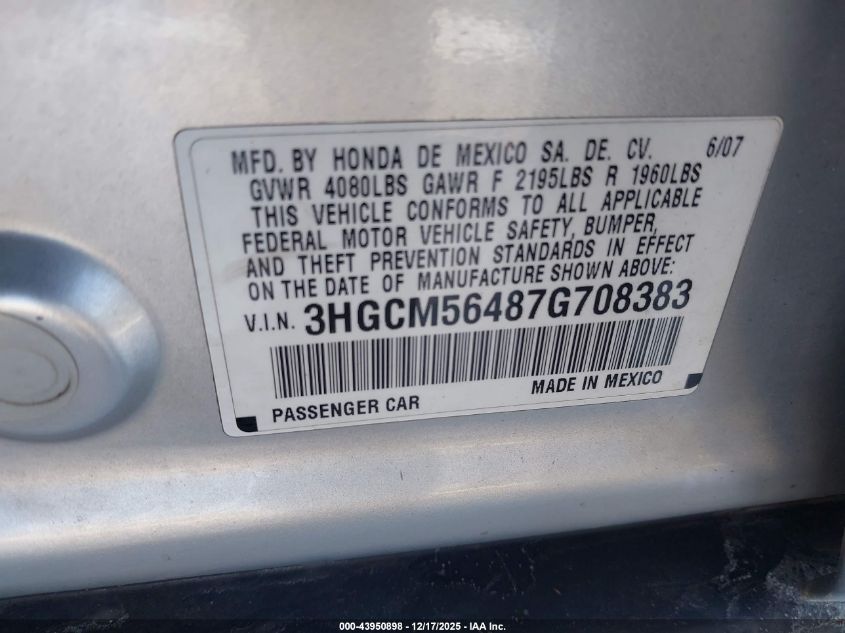 MFD. BY HONDA DE MEXICO SA. DE. CV. 6/07
GVWR 4080LBS GAWR F 2195LBS R 1960LBS
THIS VEHICLE CONFORMS TO ALL APPLICABLE
FEDERAL MOTOR VEHICLE SAFETY, BUMPER,
AND THEFT PREVENTION STANDARDS IN EFFECT
ON THE DATE OF MANUFACTURE SHOWN ABOVE:
V.I.N. 3HGCM56487G708383
PASSENGER CAR MADE IN MEXICO
000-43950898 - 12/17/2025 - IAA Inc.